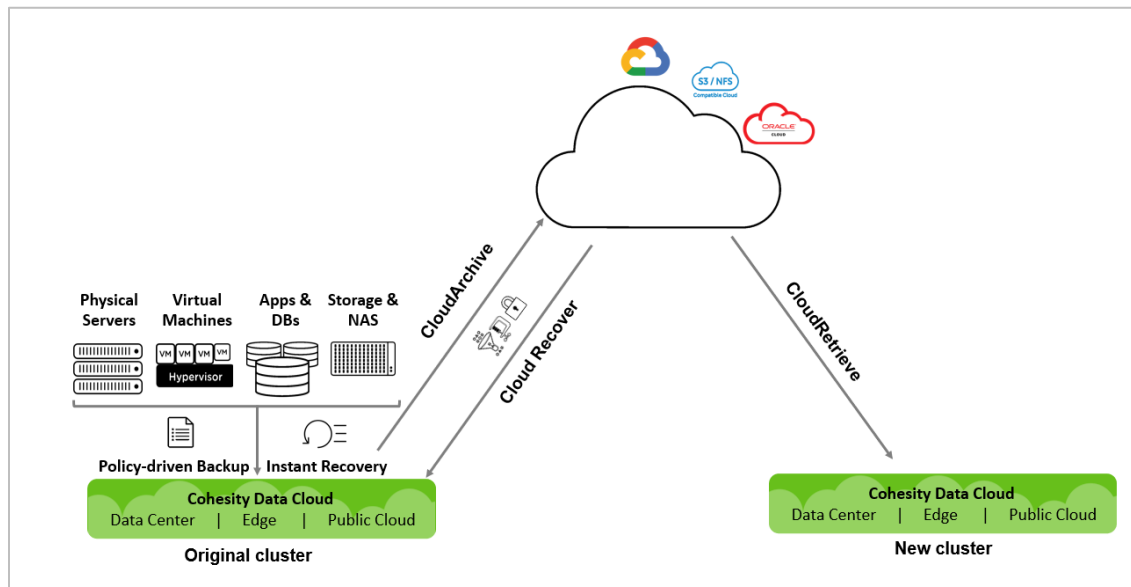 S3 / NFS
Compatible Cloud
ORACLE
CLOUD
CloudArchive
Cloud Recover
CloudRetrieve
Physical
Servers
Virtual
Machines
Apps &
DBs
Storage &
NAS
VM VM VM VM
Hypervisor
Policy-driven Backup
Instant Recovery
Cohesity Data Cloud
Data Center | Edge | Public Cloud
Original cluster
Cohesity Data Cloud
Data Center | Edge | Public Cloud
New cluster